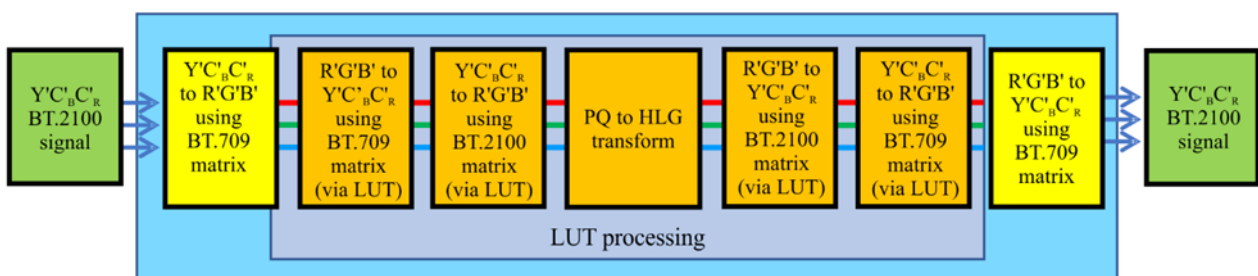 Y'C'BC'R
BT.2100
signal
Y'C'BC'R
to R'G'B'
using
BT.709
matrix
R'G'B' to
Y'C'BC'R
using
BT.709
matrix
(via LUT)
Y'C'BC'R
to R'G'B'
using
BT.2100
matrix
(via LUT)
PQ to HLG
transform
R'G'B' to
Y'C'BC'R
using
BT.2100
matrix
(via LUT)
Y'C'BC'R
to R'G'B'
using
BT.709
matrix
(via LUT)
R'G'B' to
Y'C'BC'R
using
BT.709
matrix
Y'C'BC'R
BT.2100
signal
LUT processing